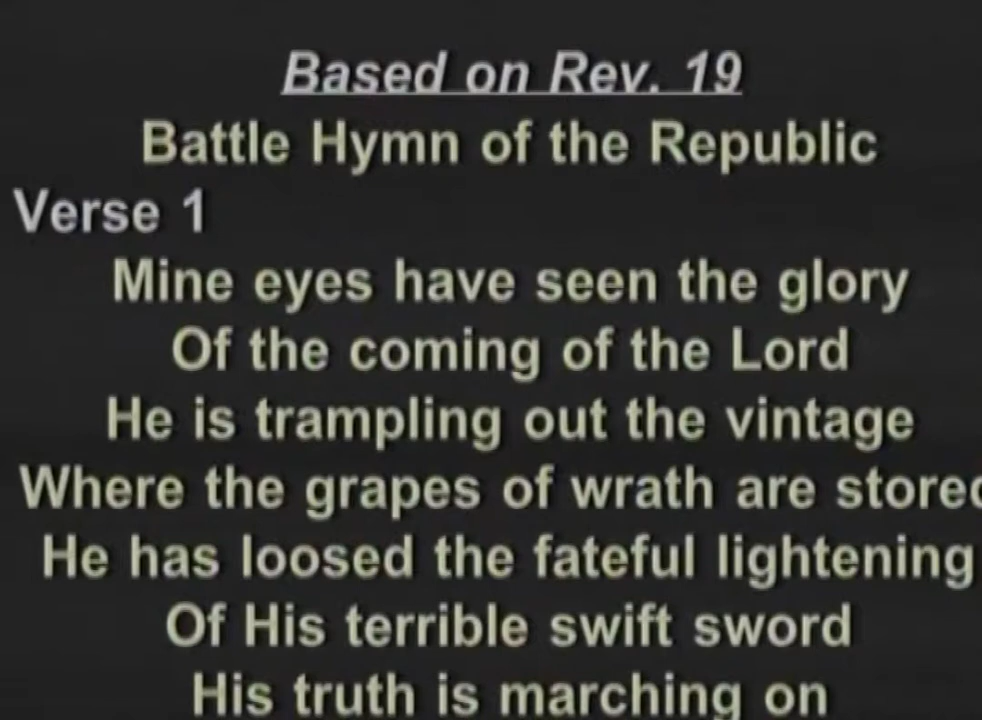 Based on Rev. 19
Battle Hymn of the Republic
Verse 1
Mine eyes have seen the glory
Of the coming of the Lord
He is trampling out the vintage
Where the grapes of wrath are stored
He has loosed the fateful lightening
Of His terrible swift sword
His truth is marching on